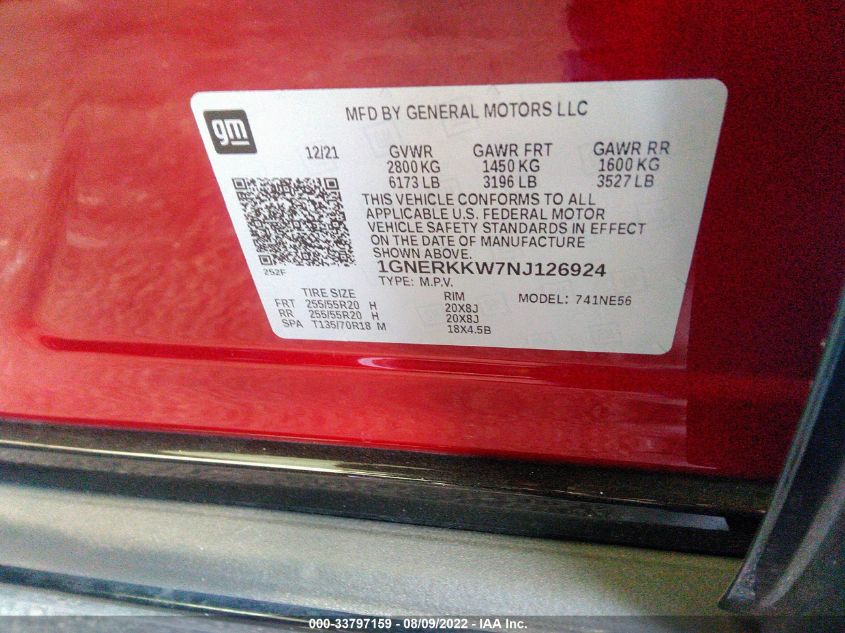 gm
MFD BY GENERAL MOTORS LLC
12/21 GVWR GAWR FRT GAWR RR
2800 KG 1450 KG 1600 KG
6173 LB 3196 LB 3527 LB
THIS VEHICLE CONFORMS TO ALL
APPLICABLE U.S. FEDERAL MOTOR
VEHICLE SAFETY STANDARDS IN EFFECT
ON THE DATE OF MANUFACTURE
SHOWN ABOVE.
252F
1GNERKKW7NJ126924
TYPE: M.P.V.
TIRE SIZE RIM MODEL: 741NE56
FRT 255/55R20 H 20X8J
RR 255/55R20 H 20X8J
SPA T135/70R18 M 18X4.5B
000-33797159 - 08/09/2022 - IAA Inc.